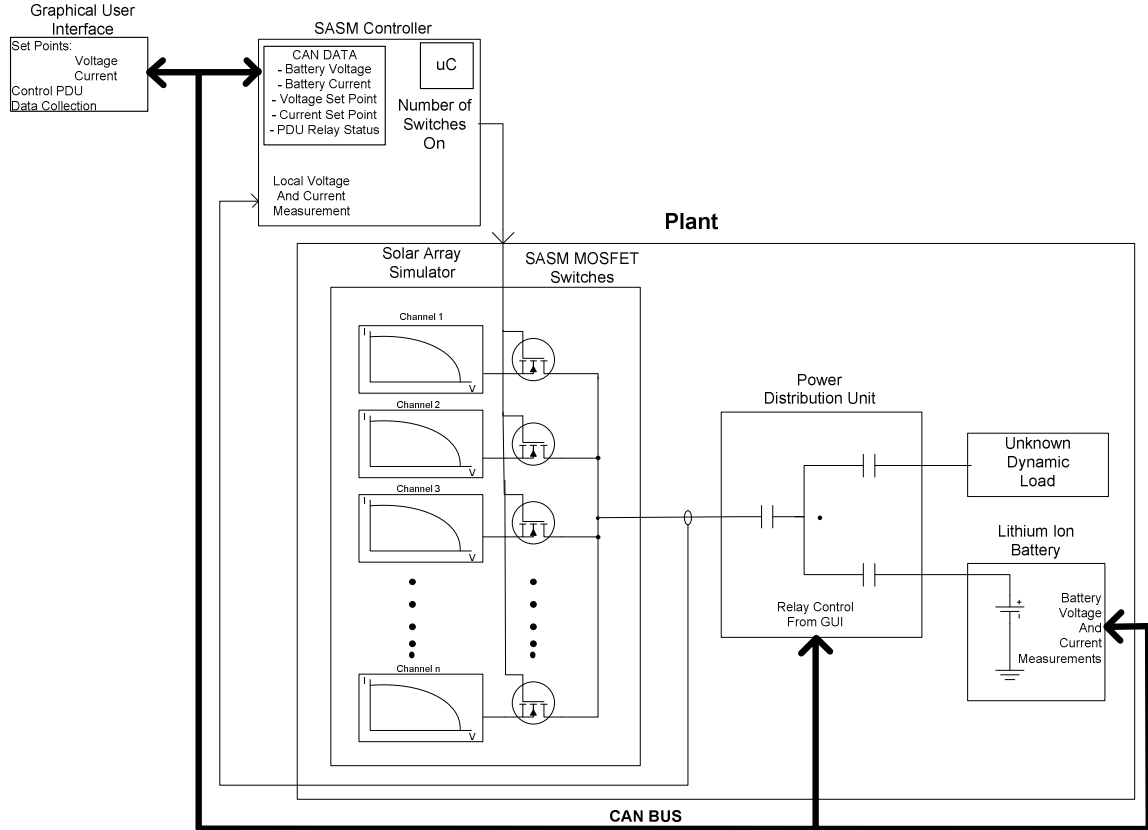 Graphical User
Interface
Set Points:
Voltage
Current
Control PDU
Data Collection
SASM Controller
CAN DATA
- Battery Voltage
- Battery Current
- Voltage Set Point
- Current Set Point
- PDU Relay Status
uC
Number of
Switches
On
Local Voltage
And Current
Measurement
Plant
Solar Array
Simulator
SASM MOSFET
Switches
Channel 1
I
V
Channel 2
I
V
Channel 3
I
V
Channel n
I
V
Power
Distribution Unit
Relay Control
From GUI
Unknown
Dynamic
Load
Lithium Ion
Battery
+
-
Battery
Voltage
And
Current
Measurements
CAN BUS